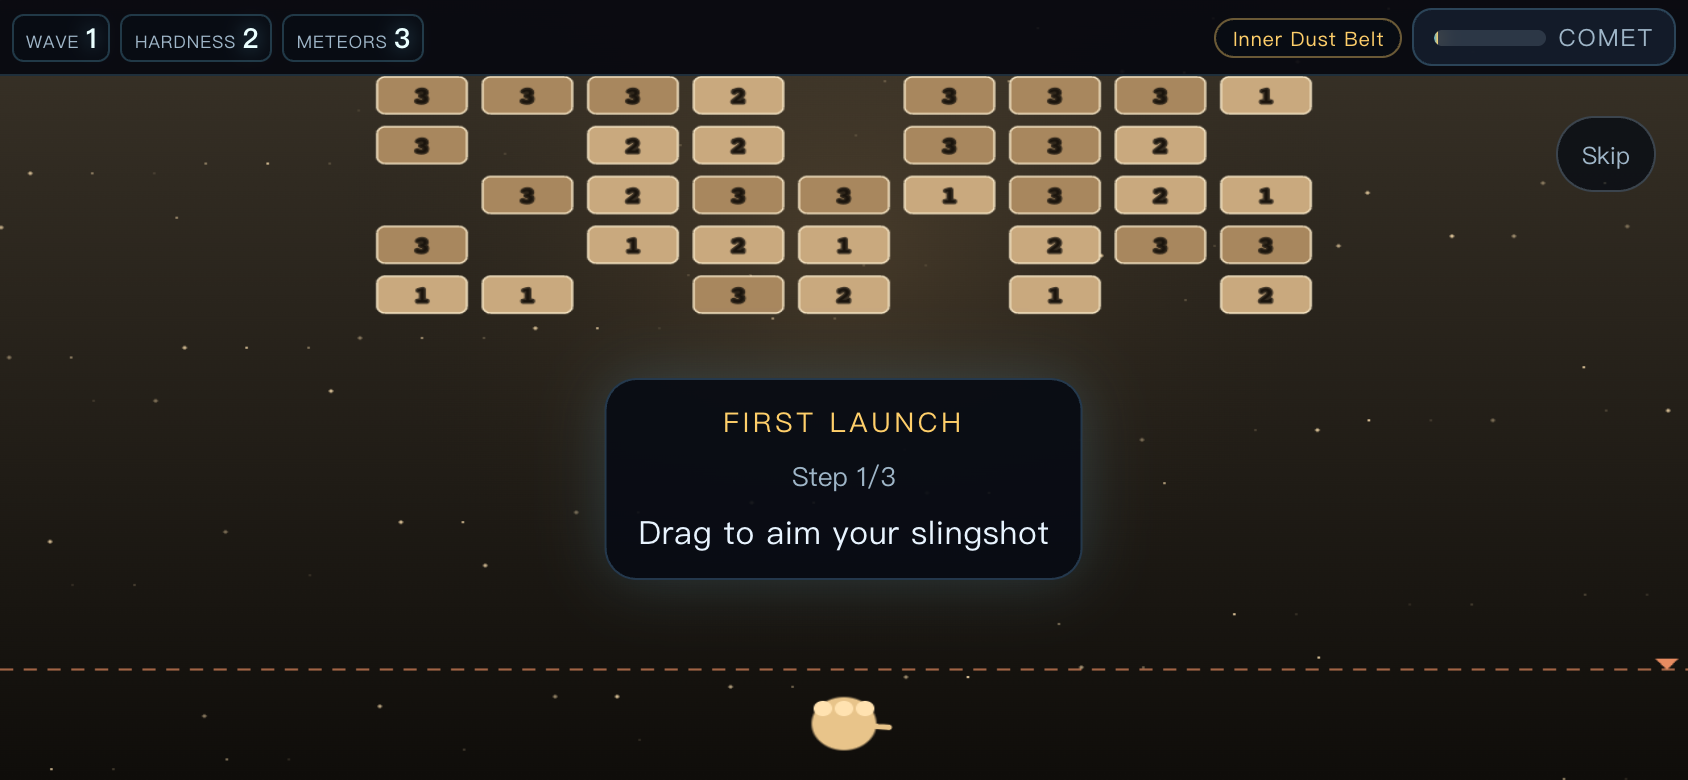 WAVE 1 HARDNESS 2 METEORS 3 Inner Dust Belt COMET
3 3 3 2 3 3 3 1
3 2 2 3 3 2
Skip
3 2 3 3 1 3 2 1
3 1 2 1 2 3 3
1 1 3 2 1 2
FIRST LAUNCH
Step 1/3
Drag to aim your slingshot